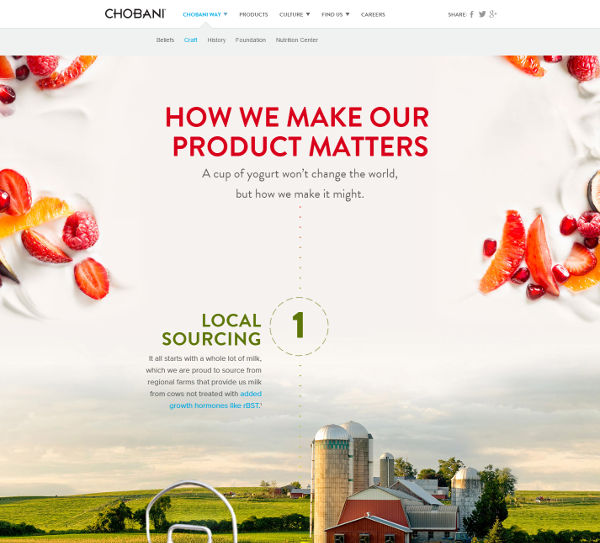 CHOBANI
CHOBANI WAY PRODUCTS CULTURE FIND US CAREERS SHARE:
Beliefs Craft History Foundation Nutrition Center
HOW WE MAKE OUR
PRODUCT MATTERS
A cup of yogurt won't change the world,
but how we make it might.
LOCAL
SOURCING
1
It all starts with a whole lot of milk,
which we are proud to source from
regional farms that provide us milk
from cows not treated with added
growth hormones like rBST.¹